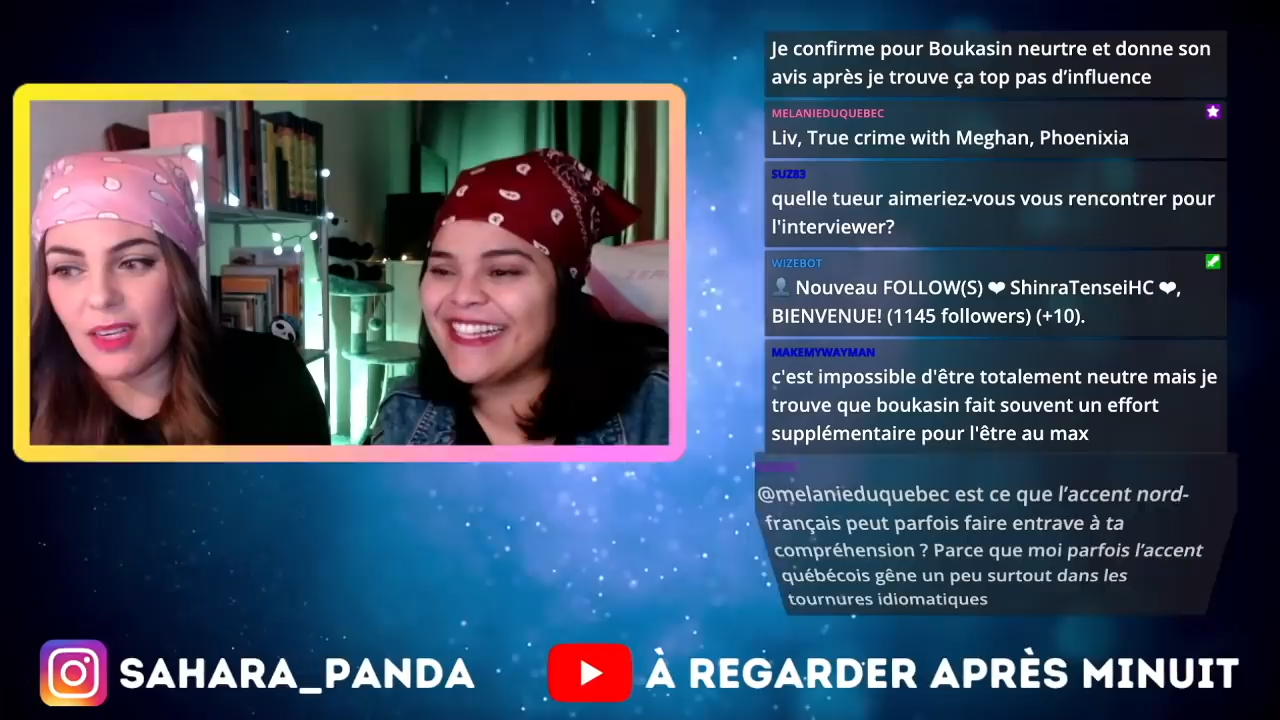 Je confirme pour Boukasin neurtre et donne son
avis après je trouve ça top pas d’influence
MELANIEDUQUEBEC
Liv, True crime with Meghan, Phoenixia
SUZ83
quelle tueur aimeriez-vous vous rencontrer pour
l'interviewer?
WIZEBOT
Nouveau FOLLOW(S) ❤ ShinraTenseiHC ❤,
BIENVENUE! (1145 followers) (+10).
MAKEMYWAYMAN
c'est impossible d'être totalement neutre mais je
trouve que boukasin fait souvent un effort
supplémentaire pour l'être au max
@melanieduquebec est ce que l’accent nord-
français peut parfois faire entrave à ta
compréhension ? Parce que moi parfois l’accent
québécois gêne un peu surtout dans les
tournures idiomatiques
SAHARA_PANDA
À REGARDER APRÈS MINUIT